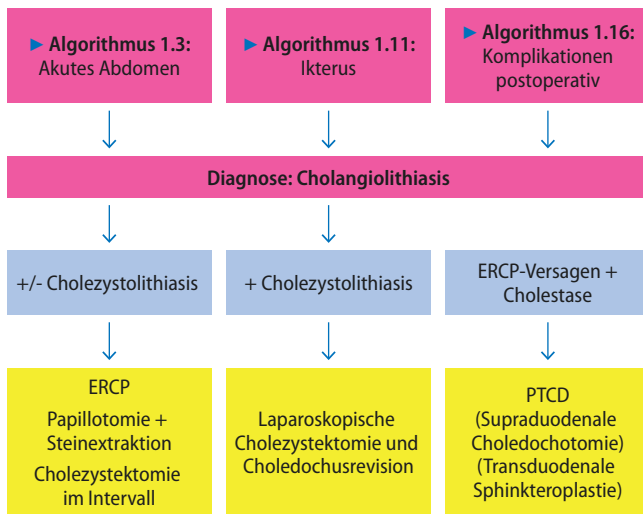 ► Algorithmus 1.3:
Akutes Abdomen
► Algorithmus 1.11:
Ikterus
► Algorithmus 1.16:
Komplikationen
postoperativ
Diagnose: Cholangiolithiasis
+/- Cholezystolithiasis
+ Cholezystolithiasis
ERCP-Versagen +
Cholestase
ERCP
Papillotomie +
Steinextraktion
Cholezystektomie
im Intervall
Laparoskopische
Cholezystektomie und
Choledochusrevision
PTCD
(Supraduodenale
Choledochotomie)
(Transduodenale
Sphinkteroplastie)